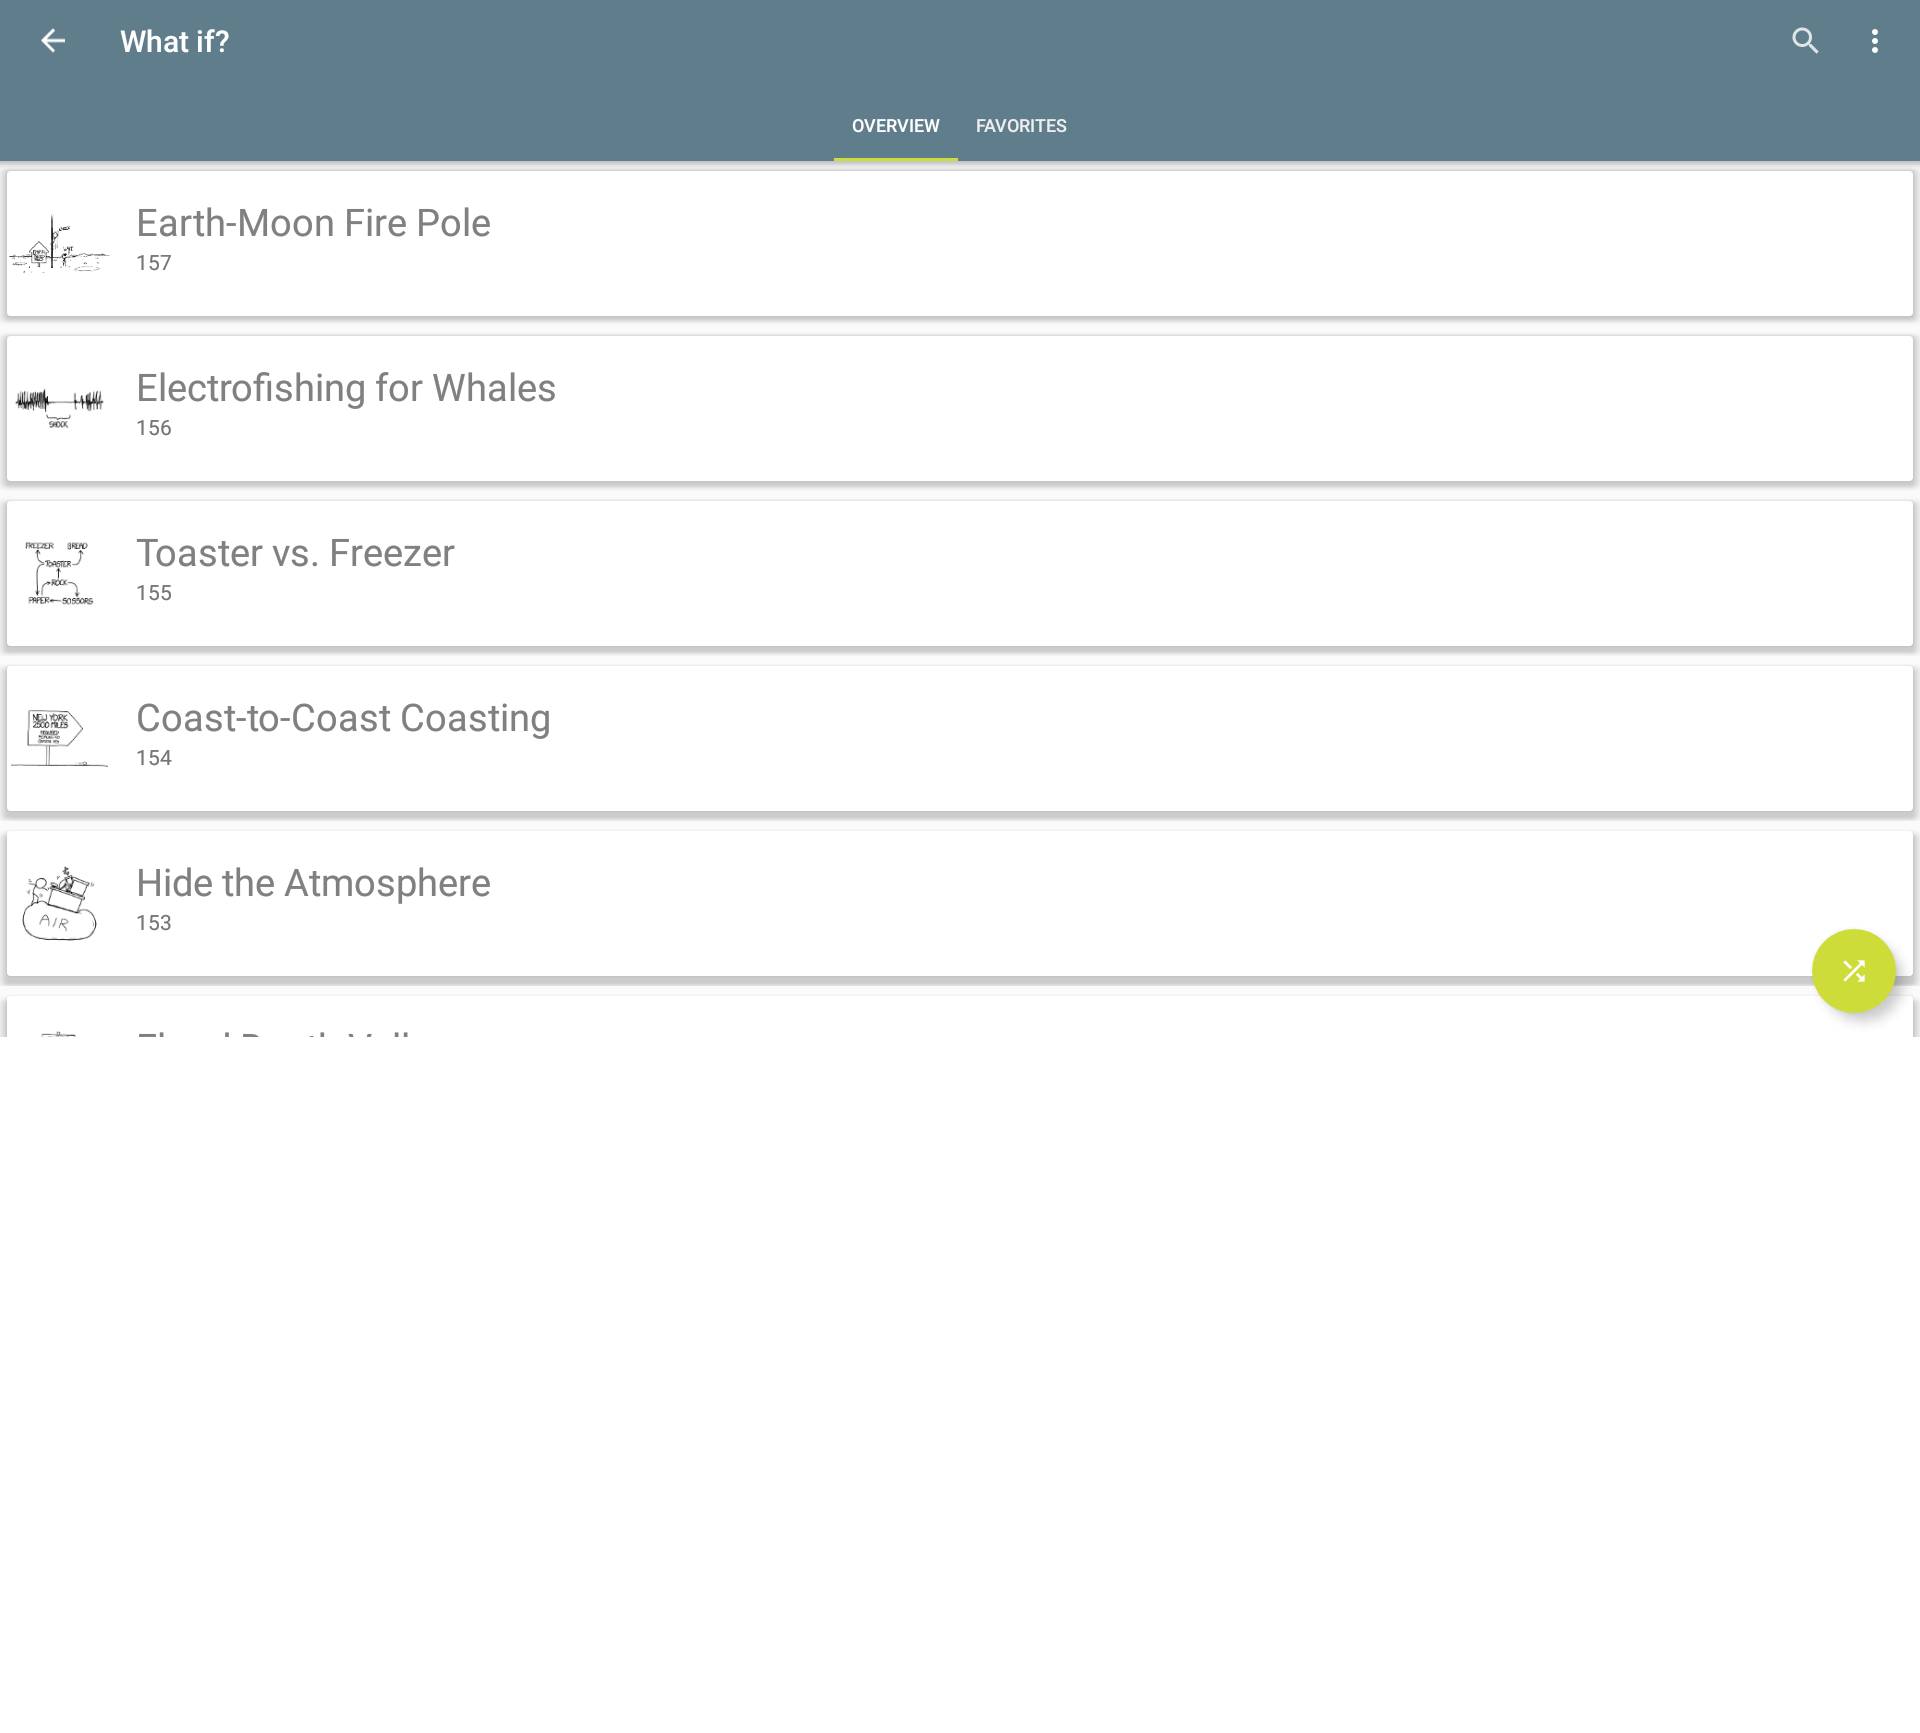 What if?
OVERVIEW FAVORITES
Earth-Moon Fire Pole
157
Electrofishing for Whales
156
SHOCK
Toaster vs. Freezer
155
FREEZER BREAD
TOASTER
ROCK
PAPER SCISSORS
Coast-to-Coast Coasting
154
NEW YORK
2500 MILES
Hide the Atmosphere
153
AIR